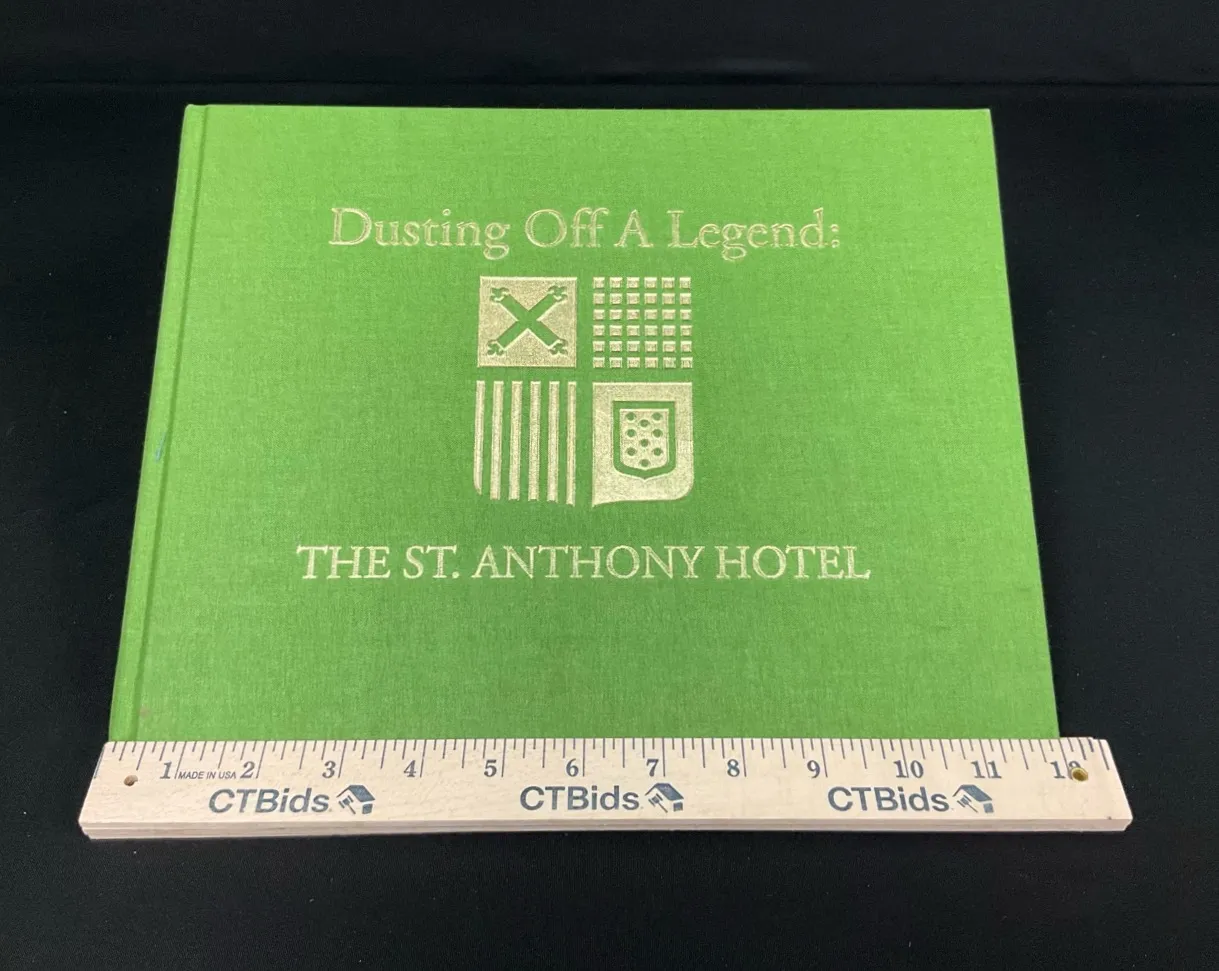 Dusting Off A Legend:
THE ST. ANTHONY HOTEL
1 MADE IN USA 2 3 4 5 6 7 8 9 10 11
CTBids CTBids CTBids